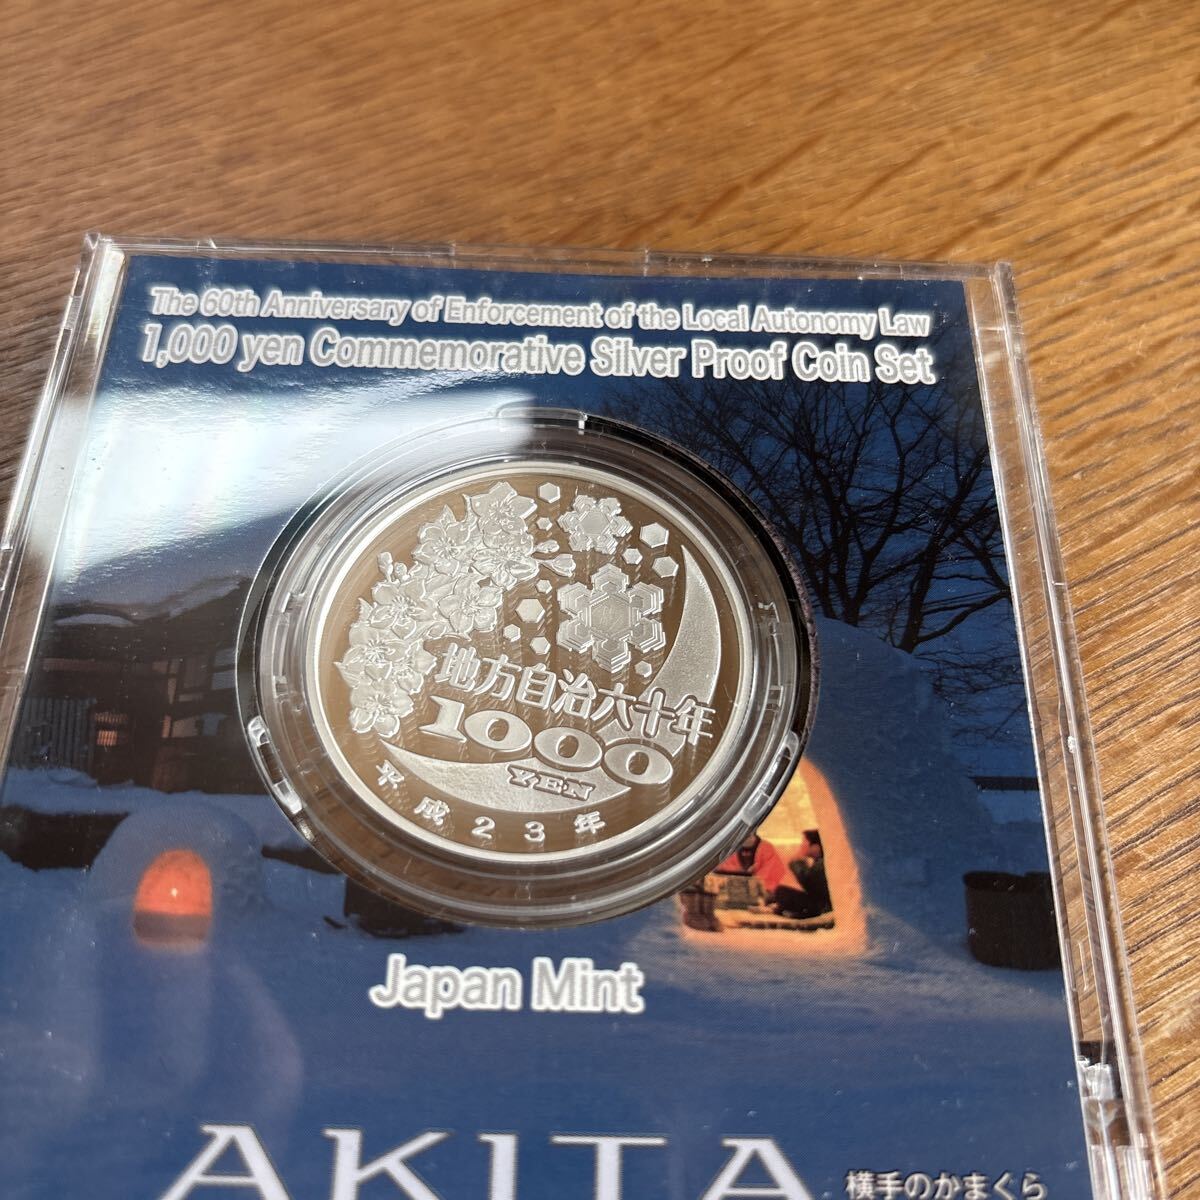 The 60th Anniversary of Enforcement of the Local Autonomy Law
1,000 yen Commemorative Silver Proof Coin Set
地方自治六十年
1000
YEN
平成23年
Japan Mint
AKITA
横手のかまくら